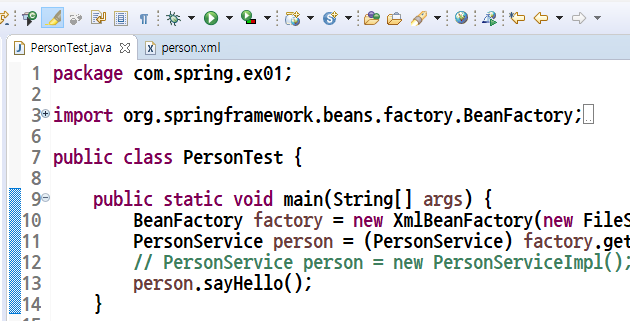 PersonTest.java person.xml
1 package com.spring.ex01;
2
3 import org.springframework.beans.factory.BeanFactory;
6
7 public class PersonTest {
8
9 public static void main(String[] args) {
10 BeanFactory factory = new XmlBeanFactory(new FileS
11 PersonService person = (PersonService) factory.get
12 // PersonService person = new PersonServiceImpl();
13 person.sayHello();
14 }